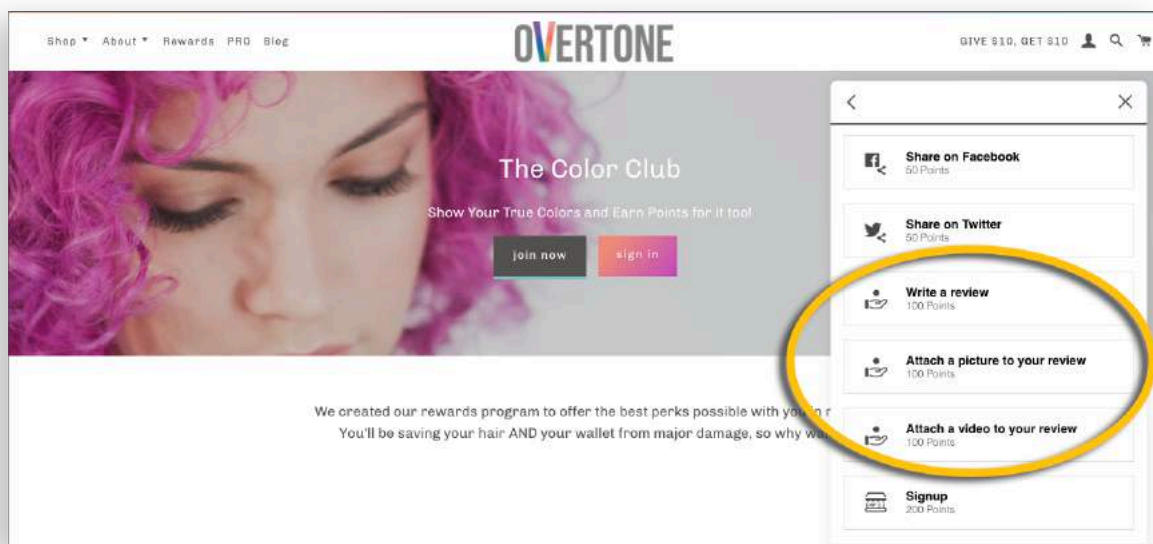 Shop About Rewards PRO Blog
OVERTONE
GIVE $10, GET $10
The Color Club
Show Your True Colors and Earn Points for it too!
join now
sign in
We created our rewards program to offer the best perks possible with you in
You'll be saving your hair AND your wallet from major damage, so why
Share on Facebook
50 Points
Share on Twitter
50 Points
Write a review
100 Points
Attach a picture to your review
100 Points
Attach a video to your review
100 Points
Signup
200 Points